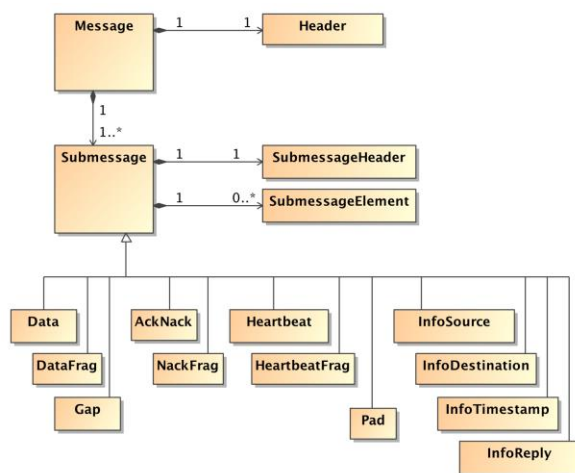 Message 1 1 Header
1
1..*
Submessage 1 1 SubmessageHeader
1 0..* SubmessageElement
Data AckNack Heartbeat InfoSource
DataFrag NackFrag HeartbeatFrag InfoDestination
Gap Pad InfoTimestamp
InfoReply